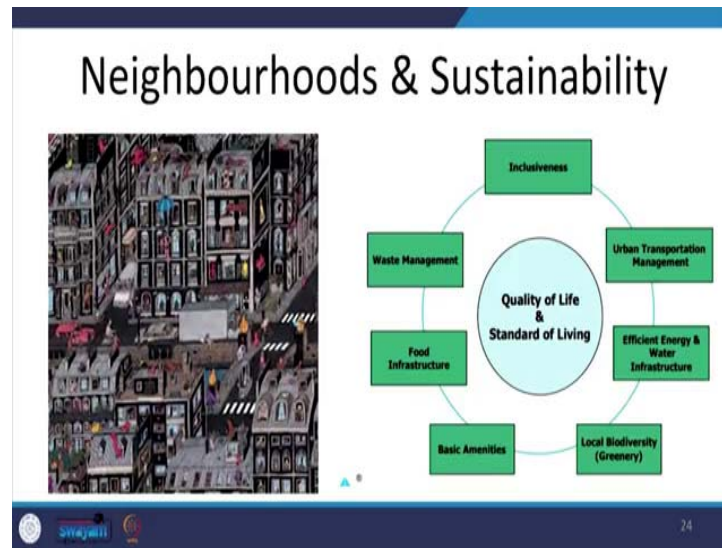 Neighbourhoods & Sustainability
Inclusiveness
Waste Management
Urban Transportation
Management
Quality of Life
&
Standard of Living
Food
Infrastructure
Efficient Energy &
Water
Infrastructure
Basic Amenities
Local Biodiversity
(Greenery)
swayam
24